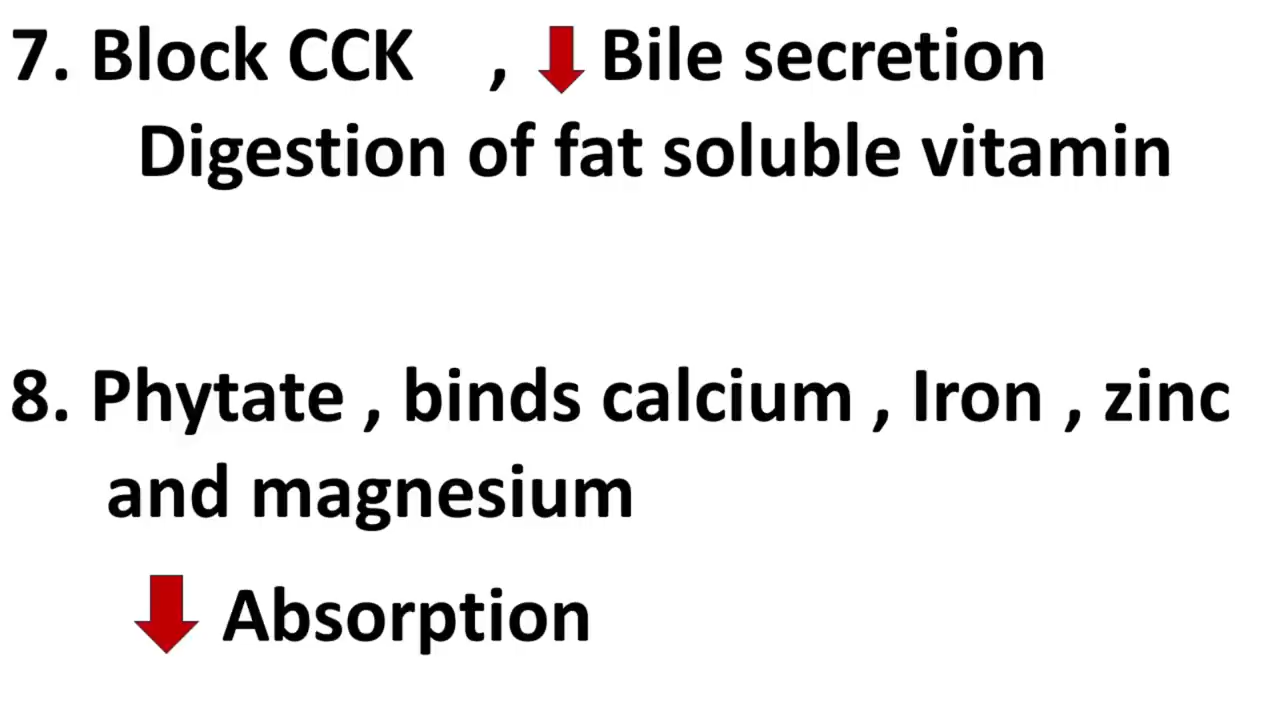 7. Block CCK , Bile secretion
Digestion of fat soluble vitamin
8. Phytate , binds calcium , Iron , zinc
and magnesium
Absorption